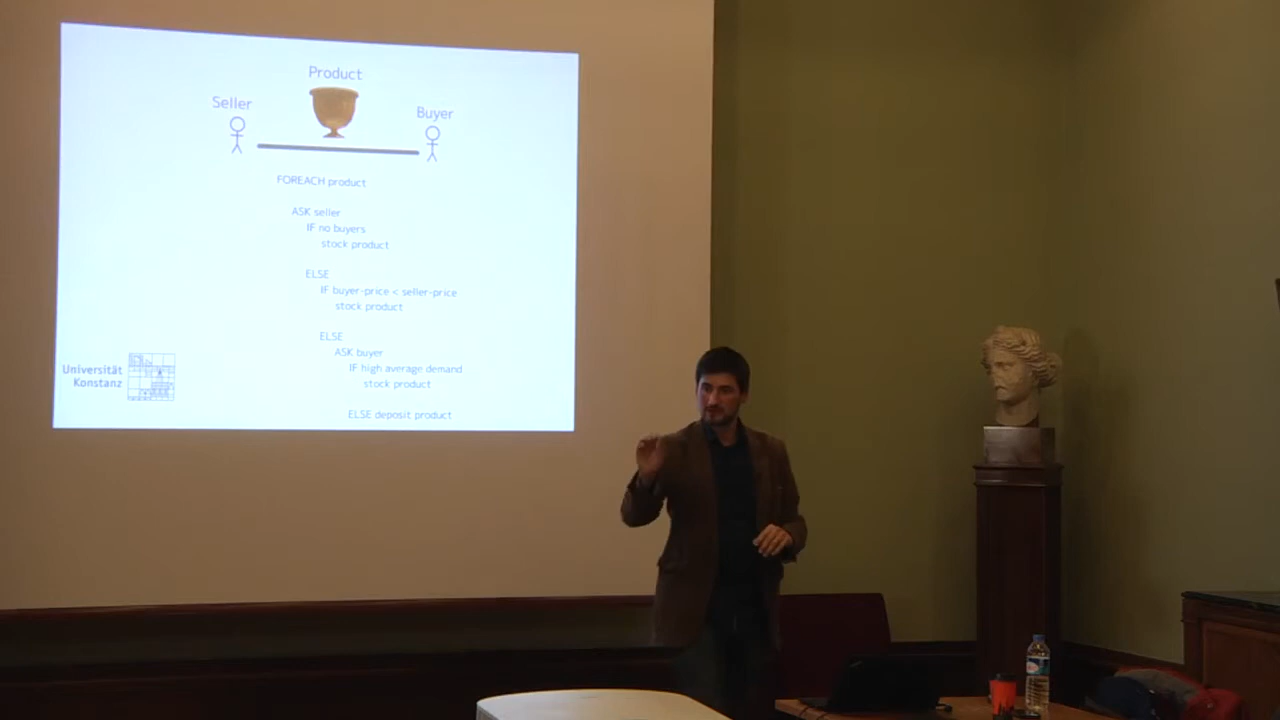 Product
Seller
Buyer
FOREACH product
ASK seller
IF no buyers
stock product
ELSE
IF buyer-price < seller-price
stock product
ELSE
ASK buyer
IF high average demand
stock product
ELSE deposit product
Universität
Konstanz